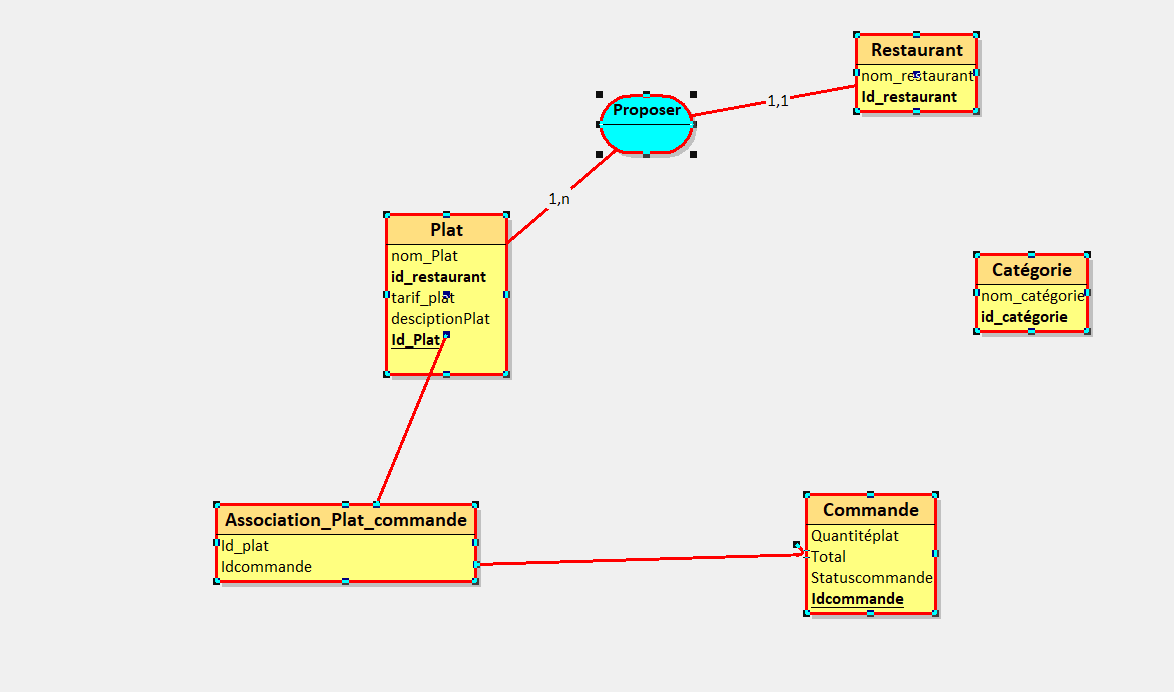 Restaurant
nom_restaurant
Id_restaurant
Proposer
1,1
1,n
Plat
nom_Plat
id_restaurant
tarif_plat
desciptionPlat
Id_Plat
Catégorie
nom_catégorie
id_catégorie
Association_Plat_commande
Id_plat
Idcommande
Commande
Quantitéplat
Total
Statuscommande
Idcommande